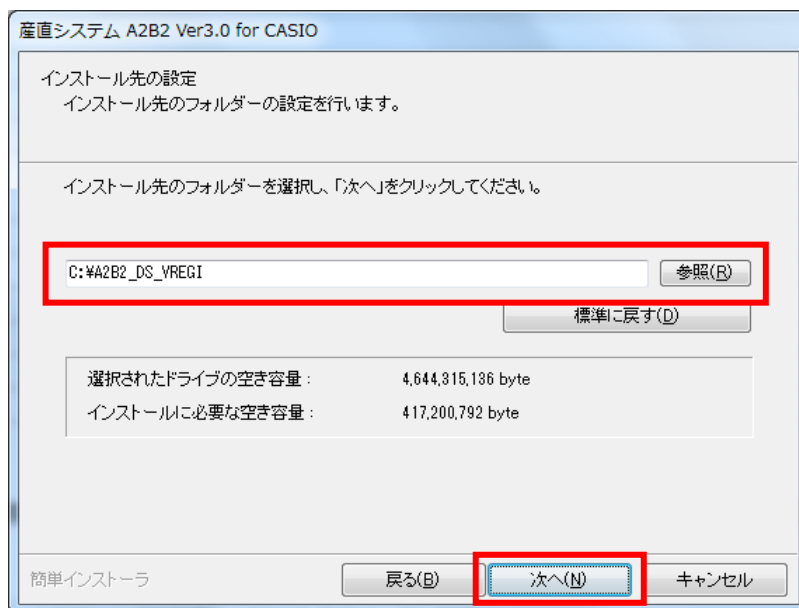 産直システム A2B2 Ver3.0 for CASIO
インストール先の設定
インストール先のフォルダーの設定を行います。
インストール先のフォルダーを選択し、「次へ」をクリックしてください。
C:¥A2B2_DS_VREGI 参照(R)
標準に戻す(D)
選択されたドライブの空き容量： 4,644,315,136 byte
インストールに必要な空き容量： 417,200,792 byte
簡単インストーラ 戻る(B) 次へ(N) キャンセル